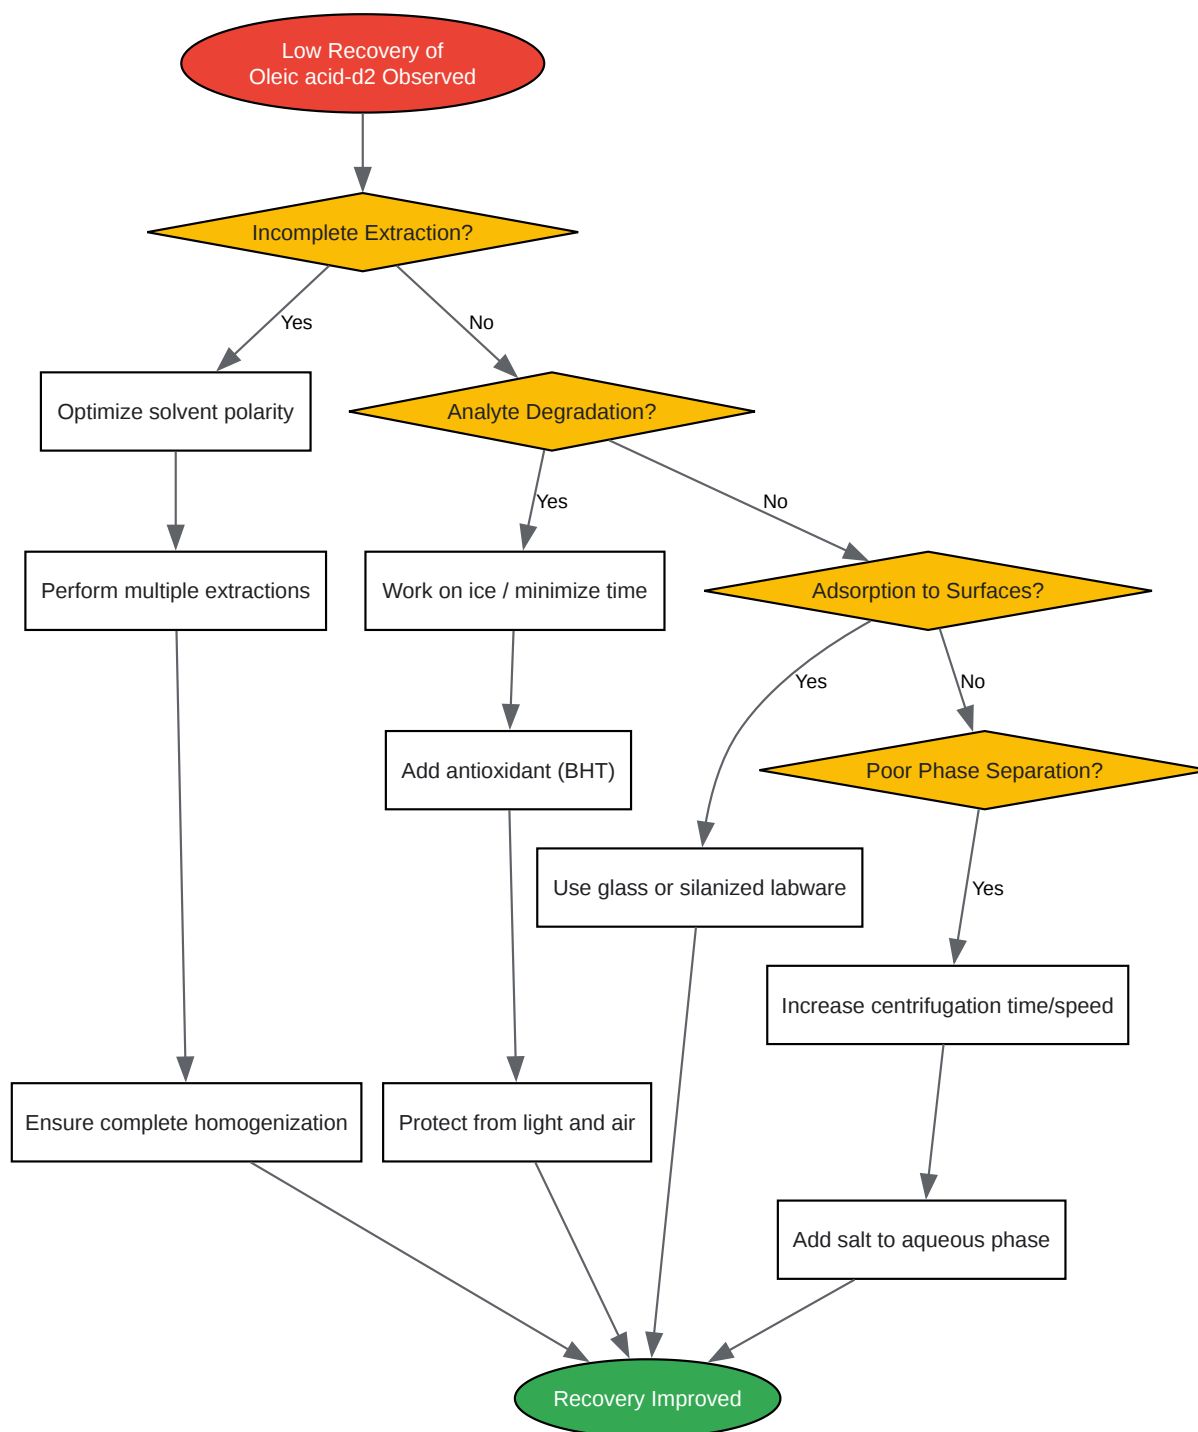 Low Recovery of
Oleic acid-d2 Observed
Incomplete Extraction?
Yes
No
Optimize solvent polarity
Analyte Degradation?
Yes
No
Perform multiple extractions
Work on ice / minimize time
Adsorption to Surfaces?
Yes
No
Add antioxidant (BHT)
Poor Phase Separation?
Use glass or silanized labware
Yes
Increase centrifugation time/speed
Ensure complete homogenization
Protect from light and air
Add salt to aqueous phase
Recovery Improved